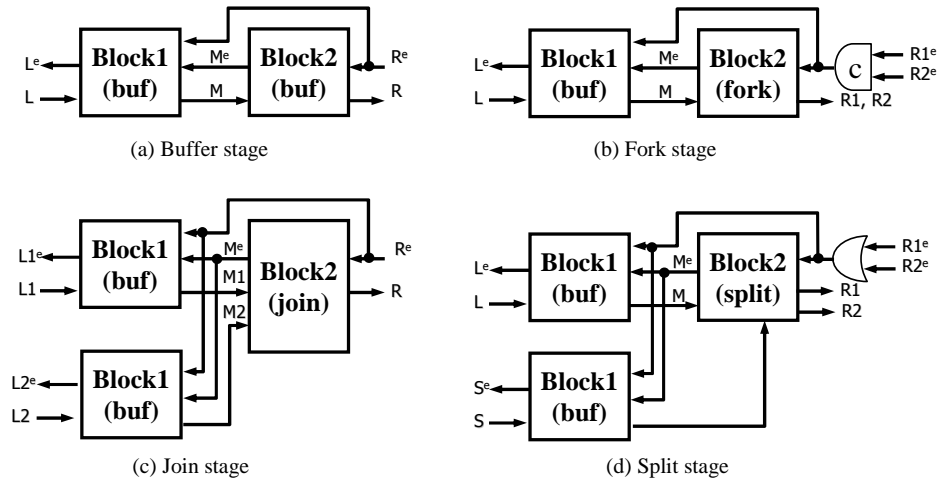 Block1
(buf)
Block2
(buf)
Lᵉ
L
Mᵉ
M
Rᵉ
R
(a) Buffer stage
Block1
(buf)
Block2
(fork)
Lᵉ
L
Mᵉ
M
C
R1ᵉ
R2ᵉ
R1, R2
(b) Fork stage
Block1
(buf)
Block2
(join)
L1ᵉ
L1
Mᵉ
M1
M2
Rᵉ
R
Block1
(buf)
L2ᵉ
L2
(c) Join stage
Block1
(buf)
Block2
(split)
Lᵉ
L
Mᵉ
M
R1ᵉ
R2ᵉ
R1
R2
Block1
(buf)
Sᵉ
S
(d) Split stage